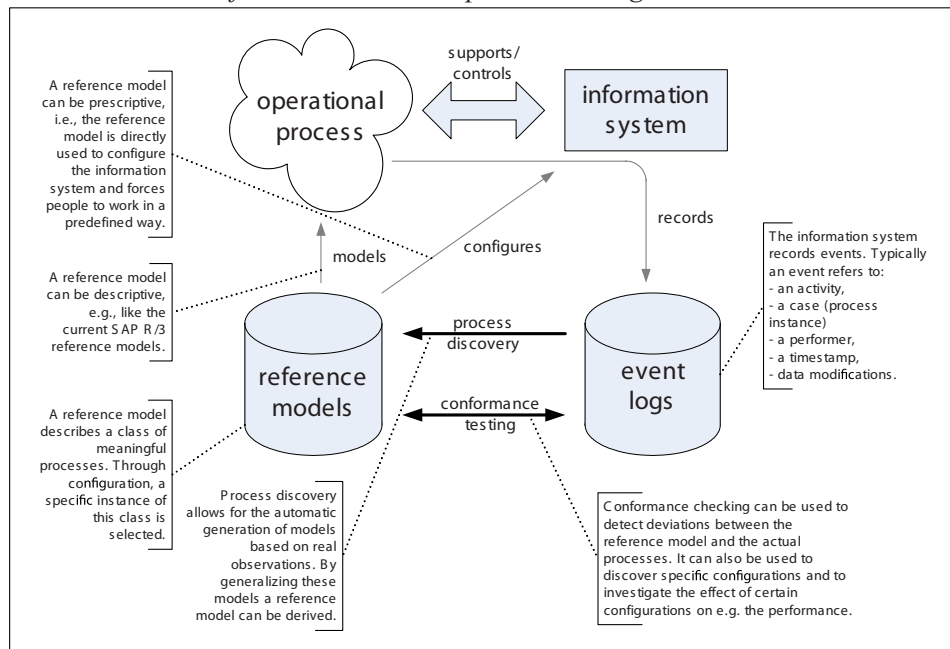 supports/
controls
operational
process
information
system
A reference model
can be prescriptive,
i.e., the reference
model is directly
used to configure
the information
system and forces
people to work in a
predefined way.
models
configures
records
The information system
records events. Typically
an event refers to:
- an activity,
- a case (process
instance)
- a performer,
- a timestamp,
- data modifications.
A reference model
can be descriptive,
e.g., like the
current SAP R/3
reference models.
reference
models
process
discovery
conformance
testing
event
logs
A reference model
describes a class of
meaningful
processes. Through
configuration, a
specific instance of
this class is
selected.
Process discovery
allows for the automatic
generation of models
based on real
observations. By
generalizing these
models a reference
model can be derived.
Conformance checking can be used to
detect deviations between the
reference model and the actual
processes. It can also be used to
discover specific configurations and to
investigate the effect of certain
configurations on e.g. the performance.